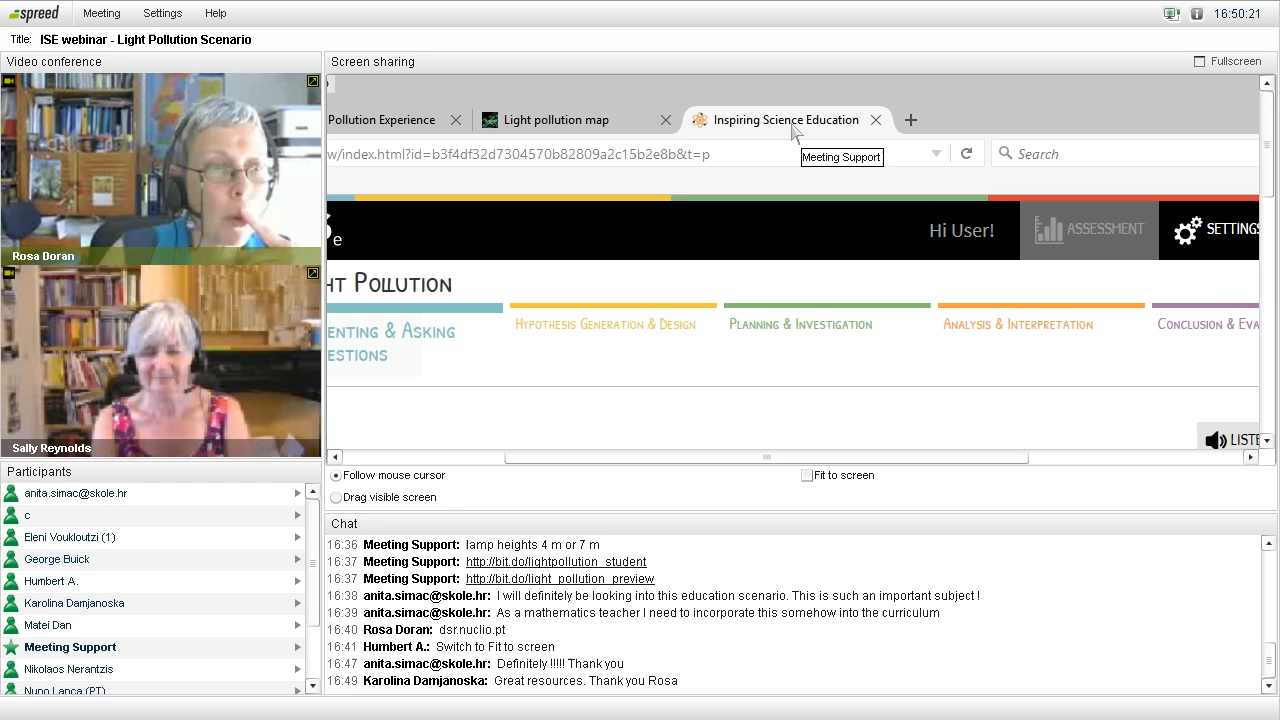 spreed Meeting Settings Help 16:50:21
Title: ISE webinar - Light Pollution Scenario
Video conference
Rosa Doran
Sally Reynolds
Participants
anita.simac@skole.hr
c
Eleni Voukloutzi (1)
George Buick
Humbert A.
Karolina Damjanoska
Matei Dan
Meeting Support
Nikolaos Nerantzis
Nuno Lança (PT)
Screen sharing Fullscreen
Pollution Experience Light pollution map Inspiring Science Education
w/index.html?id=b3f4df32d7304570b82809a2c15b2e8b&t=p Search
Meeting Support
Hi User! ASSESSMENT SETTINGS
HT POLLUTION
ENTING & ASKING
ESTIONS
HYPOTHESIS GENERATION & DESIGN PLANNING & INVESTIGATION ANALYSIS & INTERPRETATION CONCLUSION & EVA
LISTE
Follow mouse cursor Fit to screen
Drag visible screen
Chat
16:36 Meeting Support: lamp heights 4 m or 7 m
16:37 Meeting Support: http://bit.do/lightpollution_student
16:37 Meeting Support: http://bit.do/light_pollution_preview
16:38 anita.simac@skole.hr: I will definitely be looking into this education scenario. This is such an important subject !
16:39 anita.simac@skole.hr: As a mathematics teacher I need to incorporate this somehow into the curriculum
16:40 Rosa Doran: dsr.nuclio.pt
16:41 Humbert A.: Switch to Fit to screen
16:47 anita.simac@skole.hr: Definitely !!!!! Thank you
16:49 Karolina Damjanoska: Great resources. Thank you Rosa